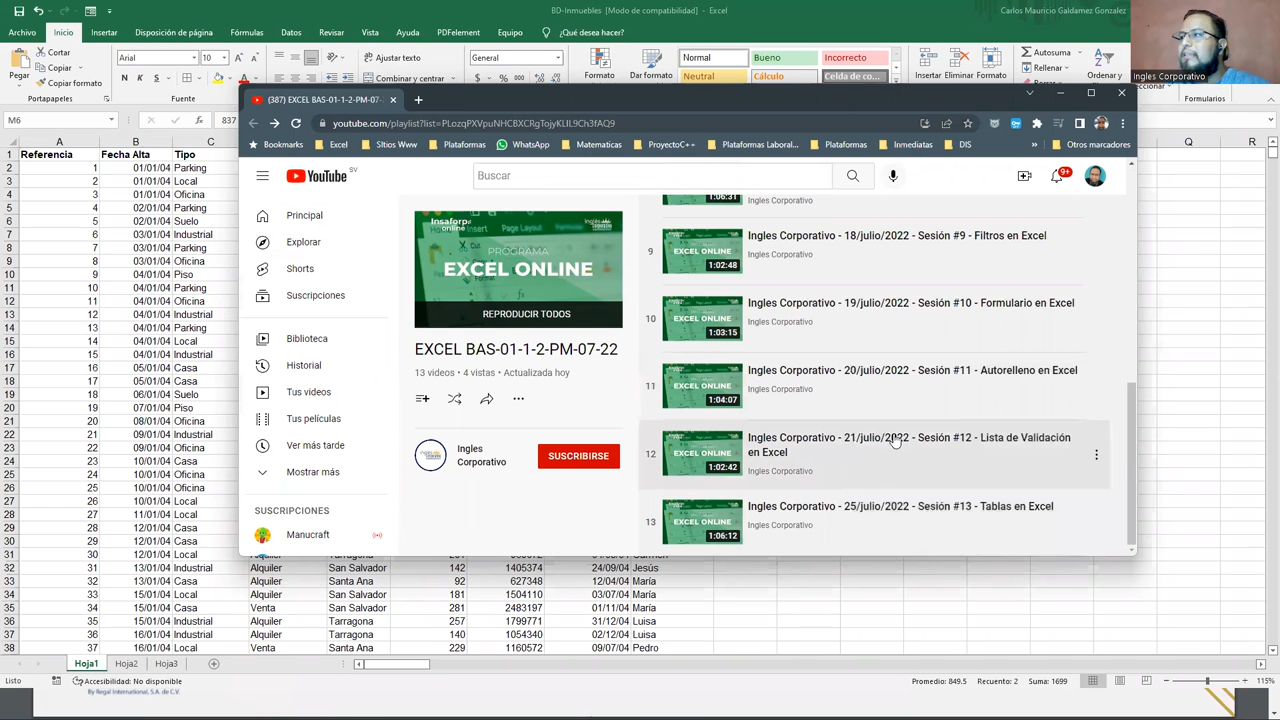 BD-Inmuebles [Modo de compatibilidad] - Excel
Carlos Mauricio Galdamez Gonzalez
Archivo Inicio Insertar Disposición de página Fórmulas Datos Revisar Vista Ayuda PDFelement Equipo ¿Qué desea hacer?
Pegar
Cortar
Copiar
Copiar formato
Portapapeles
Arial 10
N K S
Fuente
Ajustar texto
Combinar y centrar
General
Formato
Dar formato
Normal Bueno Incorrecto
Neutral Cálculo Celda de co...
Insertar Eliminar Formato
Autosuma
Rellenar
Ordenar y
Formularios
Ingles Corporativo
M6 837
(387) EXCEL BAS-01-1-2-PM-07-
youtube.com/playlist?list=PLozqPXVpuNHCBXCRgTojyKLIL9Ch3fAQ9
Bookmarks Excel SItios Wwww Plataformas WhatsApp Matematicas ProyectoC++ Plataformas Laboral... Plataformas Inmediatas DIS » Otros marcadores
YouTube SV
Buscar
9+
Principal
Explorar
Shorts
Suscripciones
Biblioteca
Historial
Tus videos
Tus películas
Ver más tarde
Mostrar más
SUSCRIPCIONES
Manucraft
Insaforp online
Inglés Corporativo
PROGRAMA
EXCEL ONLINE
REPRODUCIR TODOS
EXCEL BAS-01-1-2-PM-07-22
13 videos • 4 vistas • Actualizada hoy
Ingles Corporativo
SUSCRIBIRSE
1:06:31
Ingles Corporativo
9 EXCEL ONLINE 1:02:48
Ingles Corporativo - 18/julio/2022 - Sesión #9 - Filtros en Excel
Ingles Corporativo
10 EXCEL ONLINE 1:03:15
Ingles Corporativo - 19/julio/2022 - Sesión #10 - Formulario en Excel
Ingles Corporativo
11 EXCEL ONLINE 1:04:07
Ingles Corporativo - 20/julio/2022 - Sesión #11 - Autorelleno en Excel
Ingles Corporativo
12 EXCEL ONLINE 1:02:42
Ingles Corporativo - 21/julio/2022 - Sesión #12 - Lista de Validación
en Excel
Ingles Corporativo
13 EXCEL ONLINE 1:06:12
Ingles Corporativo - 25/julio/2022 - Sesión #13 - Tablas en Excel
Ingles Corporativo
A B C Q R
1 Referencia Fecha Alta Tipo
2 1 01/01/04 Parking
3 2 01/01/04 Local
4 3 01/01/04 Oficina
5 4 02/01/04 Parking
6 5 02/01/04 Suelo
7 6 03/01/04 Industrial
8 7 03/01/04 Parking
9 8 03/01/04 Oficina
10 9 04/01/04 Piso
11 10 04/01/04 Parking
12 11 04/01/04 Oficina
13 12 04/01/04 Industrial
14 13 04/01/04 Parking
15 14 04/01/04 Local
16 15 04/01/04 Industrial
17 16 05/01/04 Casa
18 17 05/01/04 Casa
19 18 06/01/04 Suelo
20 19 07/01/04 Piso
21 20 08/01/04 Oficina
22 21 09/01/04 Industrial
23 22 09/01/04 Oficina
24 23 10/01/04 Casa
25 24 10/01/04 Oficina
26 25 10/01/04 Oficina
27 26 10/01/04 Local
28 27 11/01/04 Local
29 28 12/01/04 Casa
30 29 12/01/04 Casa
31 30 12/01/04 Local
32 31 13/01/04 Industrial Alquiler San Salvador 142 1405374 24/09/04 Jesús
33 32 13/01/04 Casa Alquiler Santa Ana 92 627348 12/04/04 María
34 33 15/01/04 Local Alquiler San Salvador 181 1504110 03/07/04 María
35 34 15/01/04 Casa Venta Santa Ana 281 2483197 01/11/04 María
36 35 15/01/04 Industrial Alquiler Tarragona 257 1799771 31/12/04 Luisa
37 36 15/01/04 Industrial Alquiler Tarragona 140 1054340 02/12/04 Luisa
38 37 16/01/04 Local Venta Santa Ana 229 1160572 09/07/04 Pedro
Hoja1 Hoja2 Hoja3
Listo Accesibilidad: No disponible Promedio: 849.5 Recuento: 2 Suma: 1699 115%
By Regal International, S.A. de C.V.